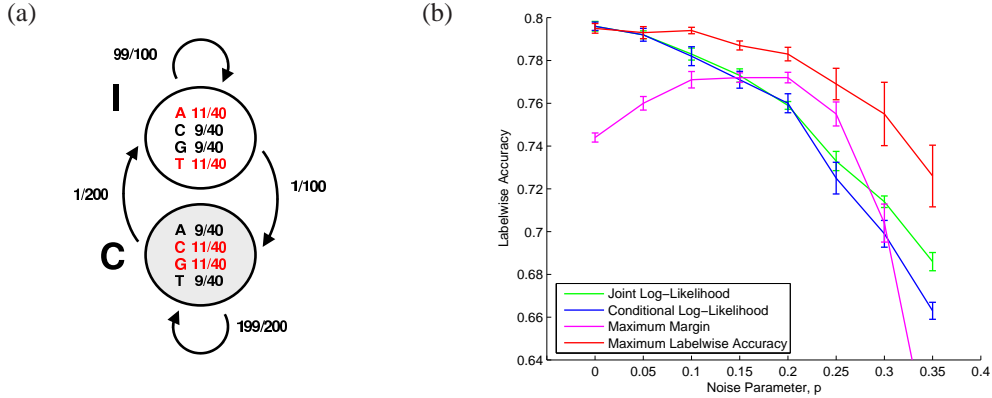 (a)
99/100
I
A 11/40
C 9/40
G 9/40
T 11/40
1/200
1/100
C
A 9/40
C 11/40
G 11/40
T 9/40
199/200
(b)
0.8
0.78
0.76
0.74
0.72
0.7
0.68
0.66
0.64
Labelwise Accuracy
Joint Log−Likelihood
Conditional Log−Likelihood
Maximum Margin
Maximum Labelwise Accuracy
0 0.05 0.1 0.15 0.2 0.25 0.3 0.35 0.4
Noise Parameter, p